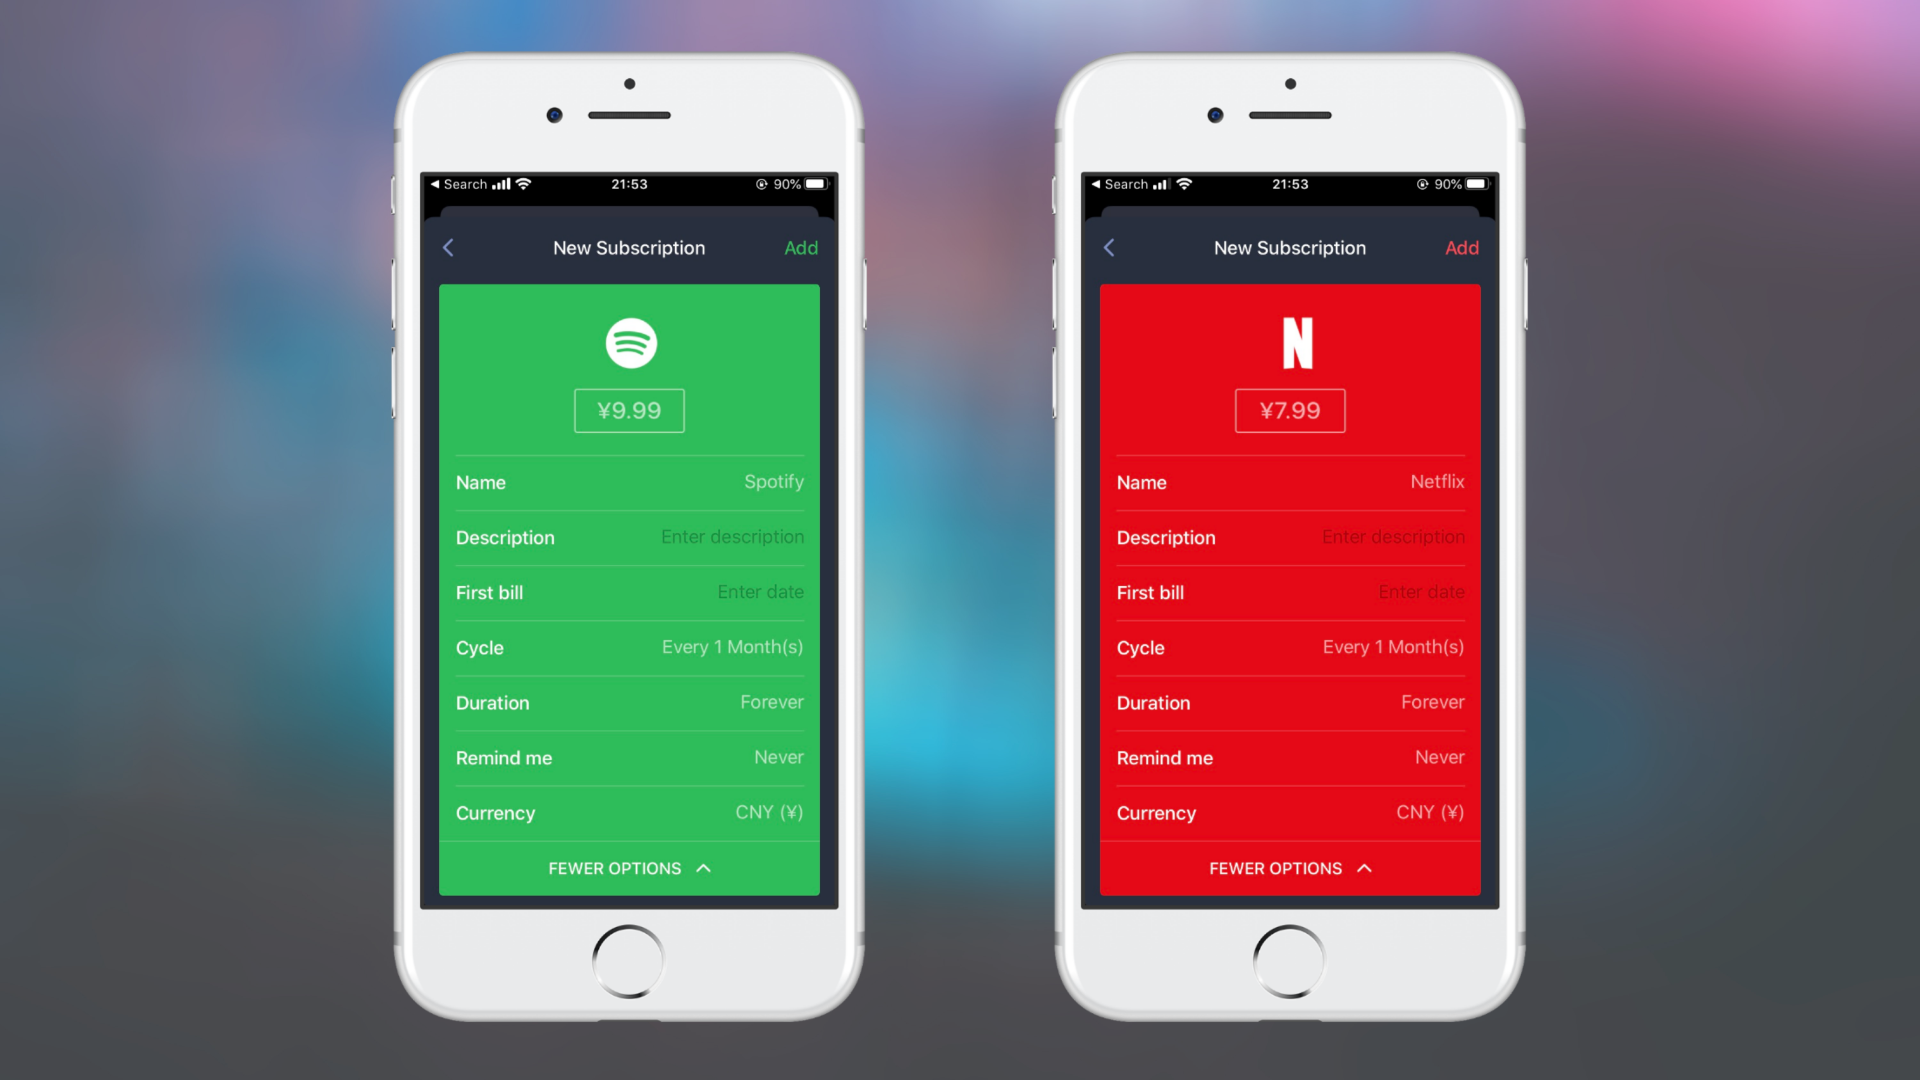 Search
21:53
90%
New Subscription
Add
¥9.99
Name
Spotify
Description
Enter description
First bill
Enter date
Cycle
Every 1 Month(s)
Duration
Forever
Remind me
Never
Currency
CNY (¥)
FEWER OPTIONS
Search
21:53
90%
New Subscription
Add
N
¥7.99
Name
Netflix
Description
Enter description
First bill
Enter date
Cycle
Every 1 Month(s)
Duration
Forever
Remind me
Never
Currency
CNY (¥)
FEWER OPTIONS